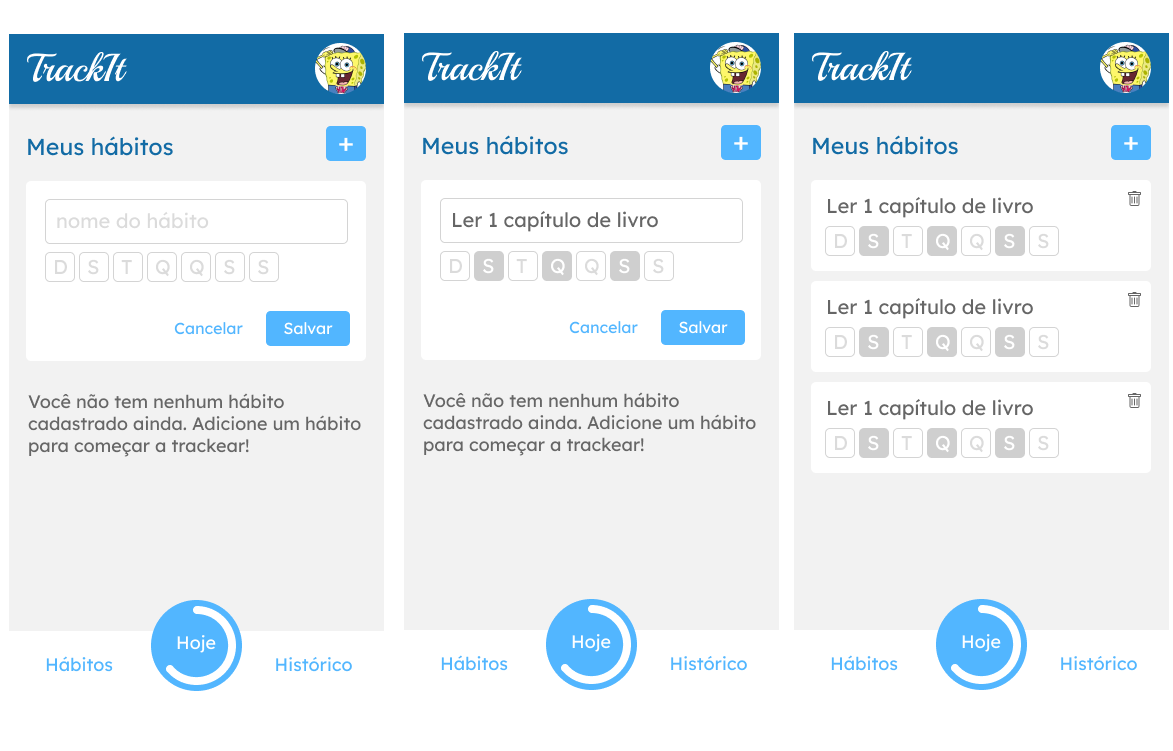 TrackIt
Meus hábitos
+
nome do hábito
D S T Q Q S S
Cancelar
Salvar
Você não tem nenhum hábito
cadastrado ainda. Adicione um hábito
para começar a trackear!
Hábitos
Hoje
Histórico
TrackIt
Meus hábitos
+
Ler 1 capítulo de livro
D S T Q Q S S
Cancelar
Salvar
Você não tem nenhum hábito
cadastrado ainda. Adicione um hábito
para começar a trackear!
Hábitos
Hoje
Histórico
TrackIt
Meus hábitos
+
Ler 1 capítulo de livro
D S T Q Q S S
Ler 1 capítulo de livro
D S T Q Q S S
Ler 1 capítulo de livro
D S T Q Q S S
Hábitos
Hoje
Histórico